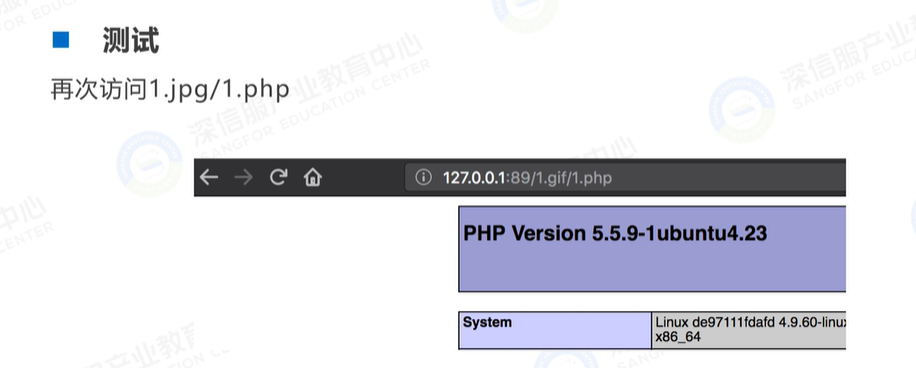 测试
再次访问1.jpg/1.php
深信服产业教育中心
SANGFOR EDUCATION CENTER
127.0.0.1:89/1.gif/1.php
PHP Version 5.5.9-1ubuntu4.23
System
Linux de97111fdafd 4.9.60-linux
x86_64